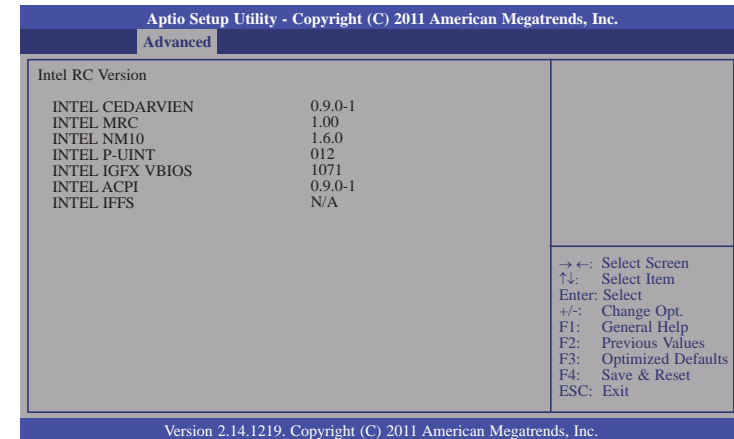 Aptio Setup Utility - Copyright (C) 2011 American Megatrends, Inc.
Advanced
Intel RC Version
INTEL CEDARVIEN 0.9.0-1
INTEL MRC 1.00
INTEL NM10 1.6.0
INTEL P-UINT 012
INTEL IGFX VBIOS 1071
INTEL ACPI 0.9.0-1
INTEL IFFS N/A
→←: Select Screen
↑↓: Select Item
Enter: Select
+/-: Change Opt.
F1: General Help
F2: Previous Values
F3: Optimized Defaults
F4: Save & Reset
ESC: Exit
Version 2.14.1219. Copyright (C) 2011 American Megatrends, Inc.